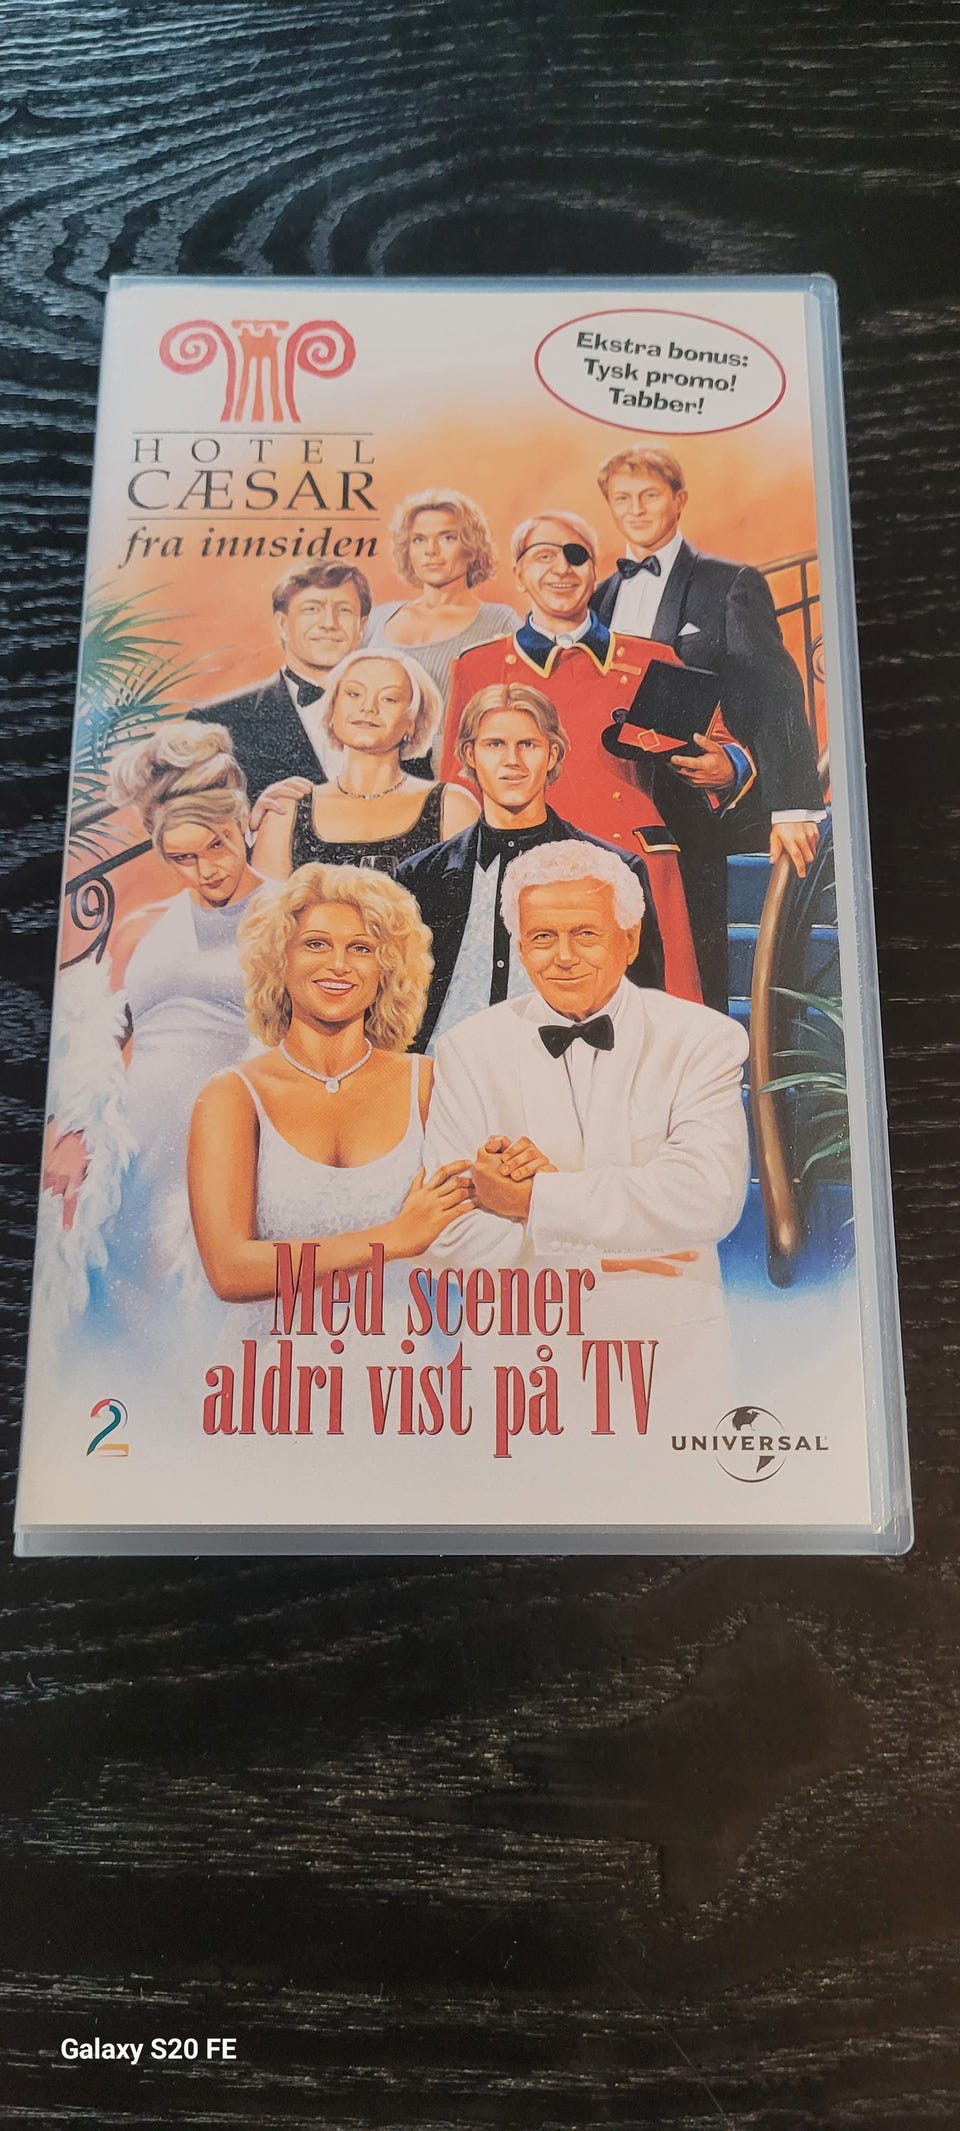 Ekstra bonus:
Tysk promo!
Tabber!
HOTEL
CÆSAR
fra innsiden
Med scener
aldri vist på TV
2
UNIVERSAL
Galaxy S20 FE